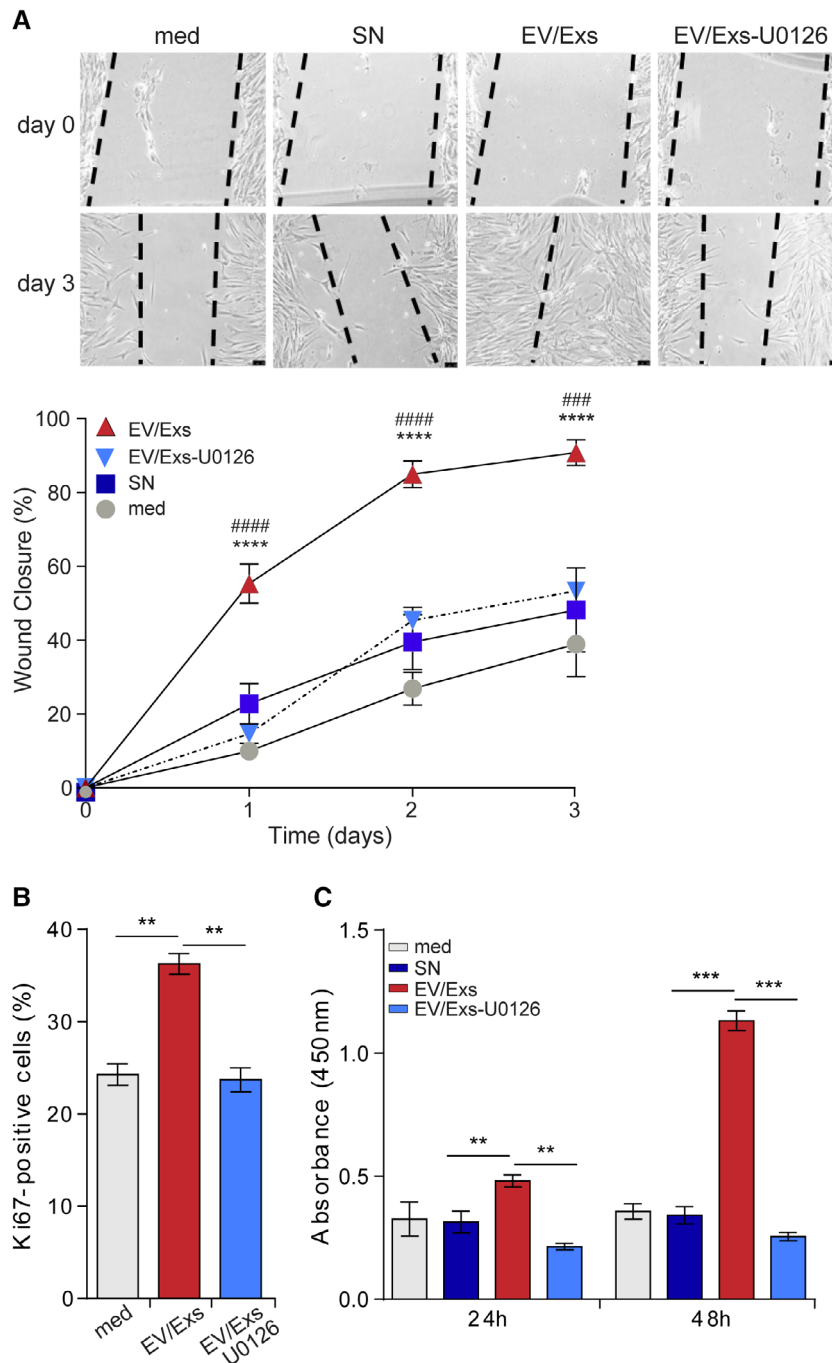 A
med SN EV/Exs EV/Exs-U0126
day 0
day 3
100
80
60
40
20
0
Wound Closure (%)
EV/Exs
EV/Exs-U0126
SN
med
####
****
####
****
###
****
0 1 2 3
Time (days)
B
40
30
20
10
0
Ki67-positive cells (%)
** **
med
EV/Exs
EV/Exs
U0126
C
1.5
1.0
0.5
0.0
Absorbance (450nm)
med
SN
EV/Exs
EV/Exs-U0126
** **
*** ***
24h 48h